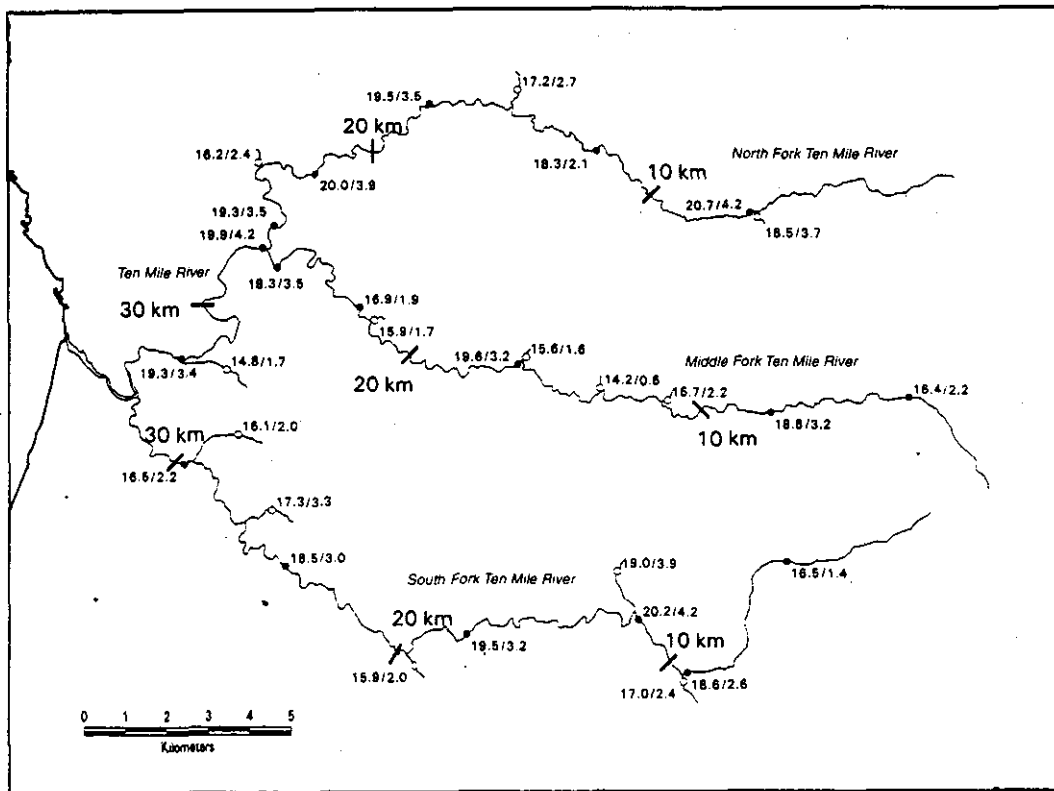 17.2/2.7
19.5/3.5
20 km
16.2/2.4
20.0/3.9
18.3/2.1
North Fork Ten Mile River
10 km
20.7/4.2
18.5/3.7
19.3/3.5
19.9/4.2
Ten Mile River
18.3/3.5
30 km
16.9/1.9
15.9/1.7
19.6/3.2
15.6/1.6
Middle Fork Ten Mile River
19.3/3.4
14.8/1.7
20 km
14.2/0.6
15.7/2.2
16.4/2.2
10 km
18.8/3.2
30 km
16.1/2.0
16.5/2.2
17.3/3.3
18.5/3.0
South Fork Ten Mile River
19.0/3.9
16.5/1.4
20 km
20.2/4.2
19.5/3.2
10 km
15.9/2.0
18.6/2.6
17.0/2.4
0 1 2 3 4 5
Kilometers